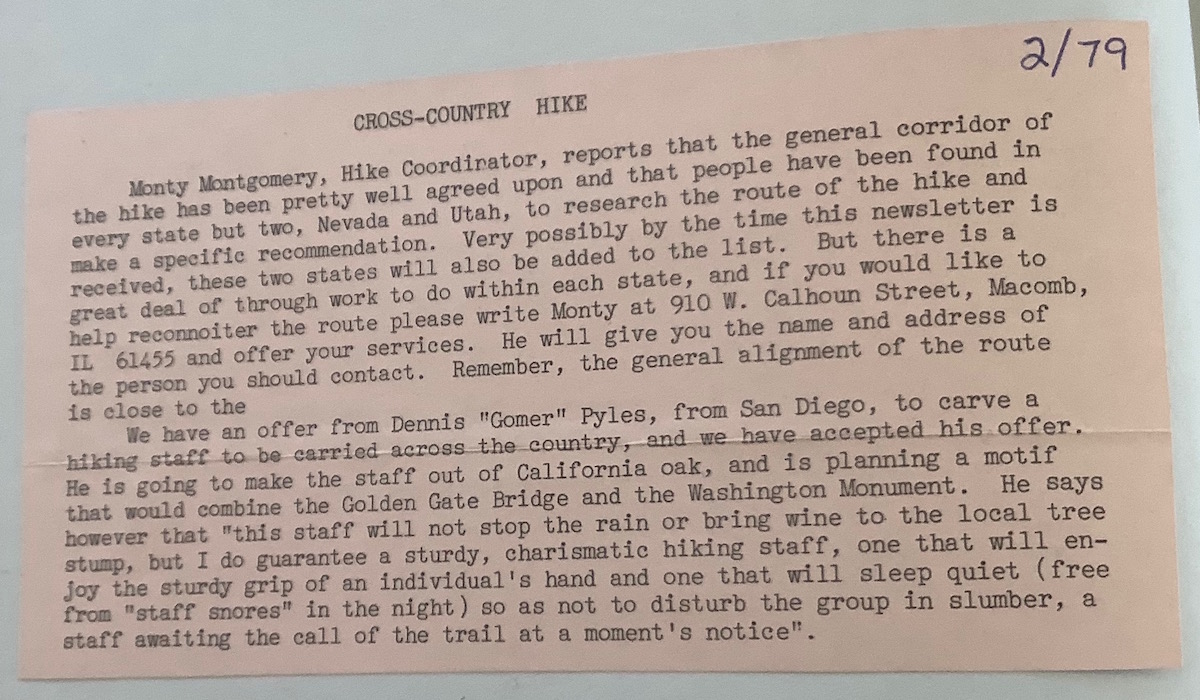 2/79
CROSS-COUNTRY HIKE
Monty Montgomery, Hike Coordinator, reports that the general corridor of
the hike has been pretty well agreed upon and that people have been found in
every state but two, Nevada and Utah, to research the route of the hike and
make a specific recommendation. Very possibly by the time this newsletter is
received, these two states will also be added to the list. But there is a
great deal of through work to do within each state, and if you would like to
help reconnoiter the route please write Monty at 910 W. Calhoun Street, Macomb,
IL 61455 and offer your services. He will give you the name and address of
the person you should contact. Remember, the general alignment of the route
is close to the
We have an offer from Dennis "Gomer" Pyles, from San Diego, to carve a
hiking staff to be carried across the country, and we have accepted his offer.
He is going to make the staff out of California oak, and is planning a motif
that would combine the Golden Gate Bridge and the Washington Monument. He says
however that "this staff will not stop the rain or bring wine to the local tree
stump, but I do guarantee a sturdy, charismatic hiking staff, one that will en-
joy the sturdy grip of an individual's hand and one that will sleep quiet (free
from "staff snores" in the night) so as not to disturb the group in slumber, a
staff awaiting the call of the trail at a moment's notice".